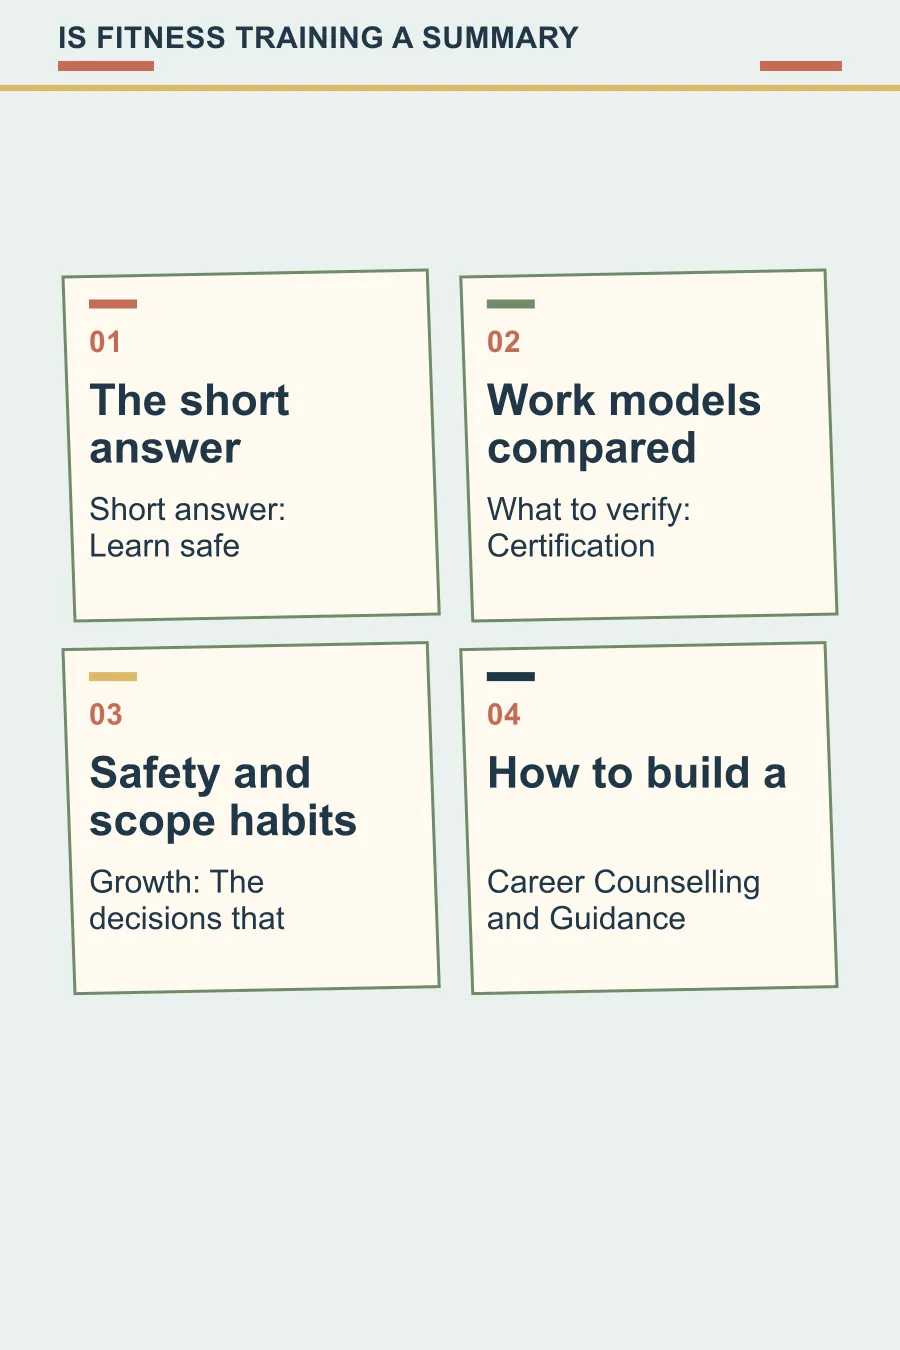 IS FITNESS TRAINING A SUMMARY
01
The short
answer
Short answer:
Learn safe
02
Work models
compared
What to verify:
Certification
03
Safety and
scope habits
Growth: The
decisions that
04
How to build a
Career Counselling
and Guidance